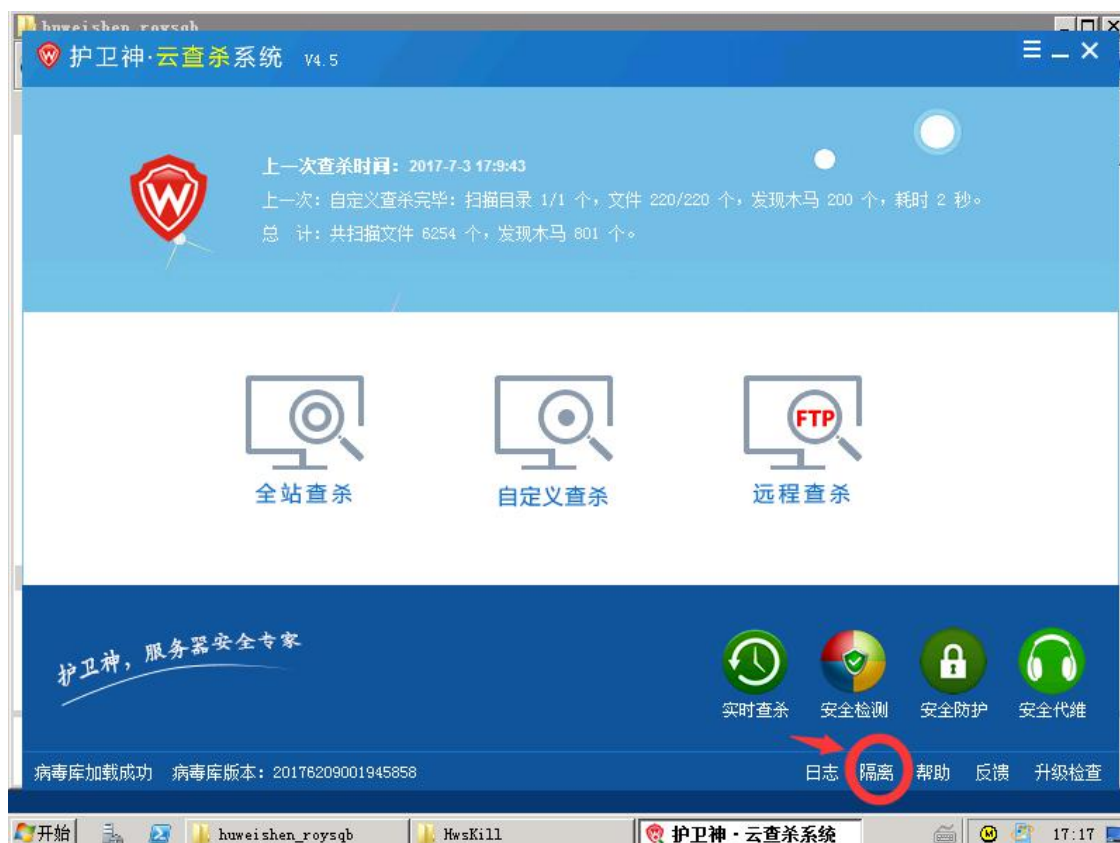 huweishen_roysqb
护卫神·云查杀系统 V4.5
上一次查杀时间：2017-7-3 17:9:43
上一次：自定义查杀完毕：扫描目录 1/1 个，文件 220/220 个，发现木马 200 个，耗时 2 秒。
总 计：共扫描文件 6254 个，发现木马 801 个。
FTP
全站查杀 自定义查杀 远程查杀
护卫神，服务器安全专家
实时查杀 安全检测 安全防护 安全代维
病毒库加载成功 病毒库版本：20176209001945858 日志 隔离 帮助 反馈 升级检查
开始 huweishen_roysqb HwsKill 护卫神·云查杀系统 17:17